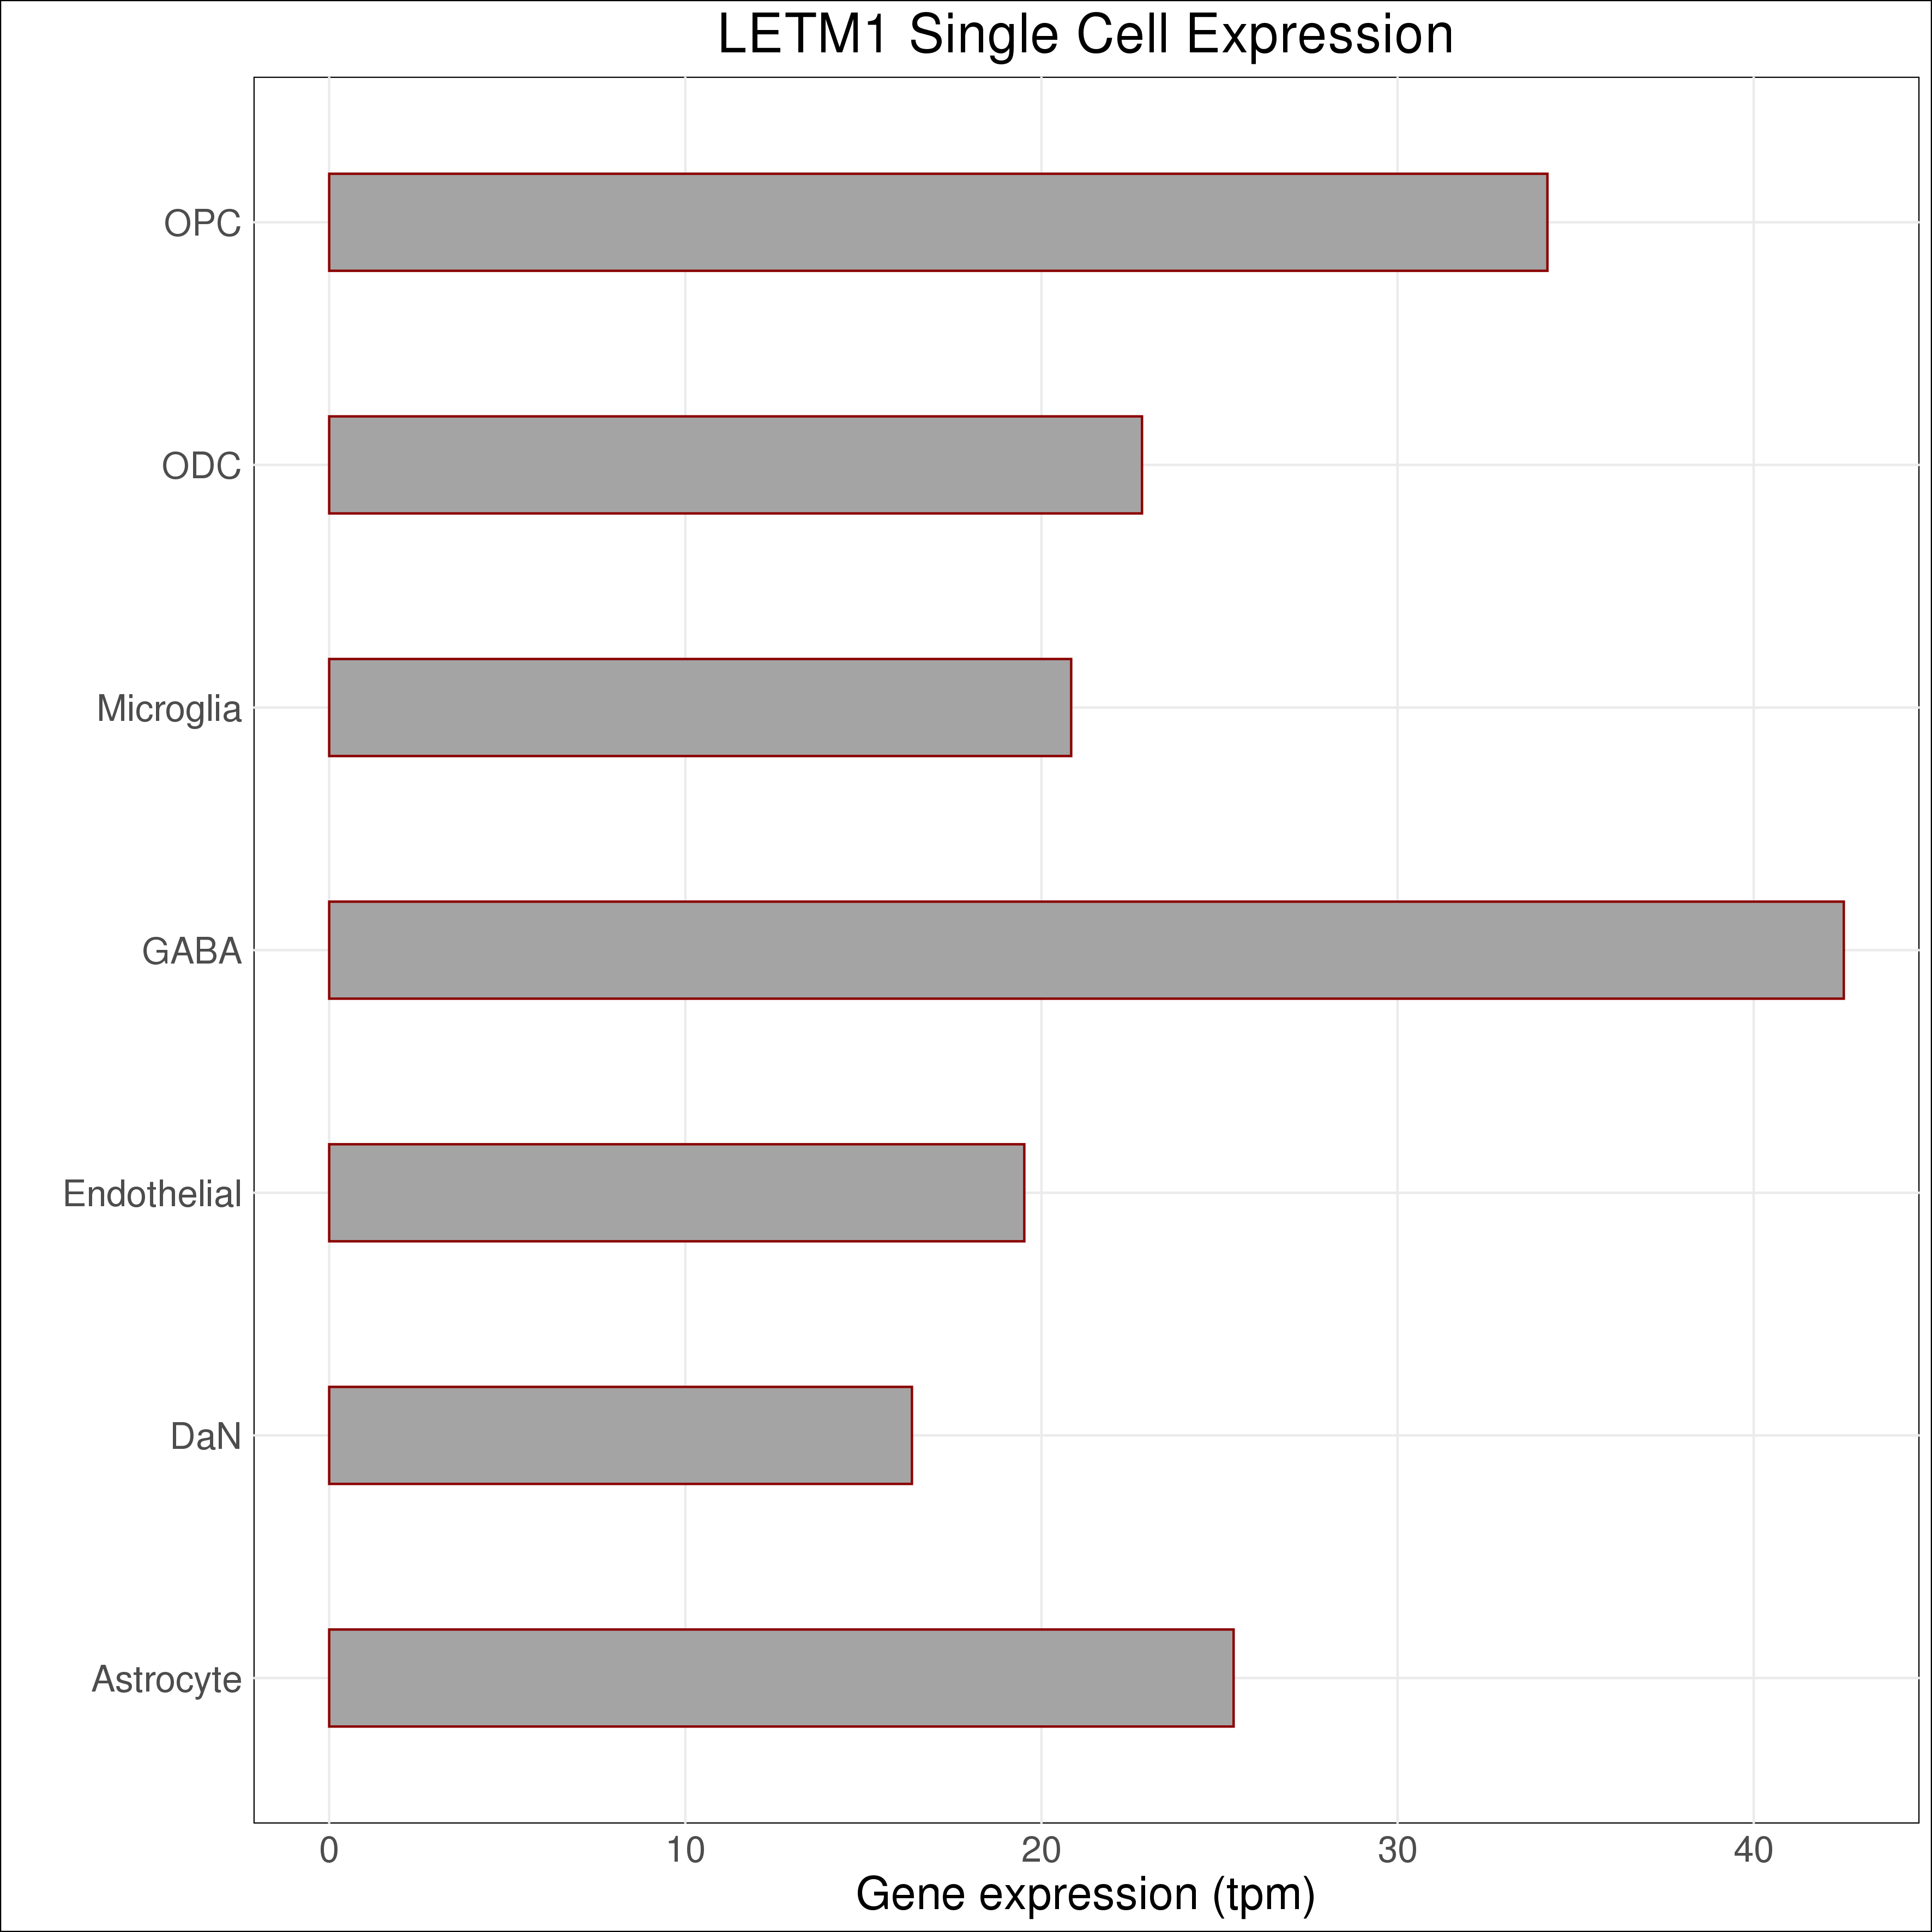 LETM1 Single Cell Expression
OPC
ODC
Microglia
GABA
Endothelial
DaN
Astrocyte
0 10 20 30 40
Gene expression (tpm)